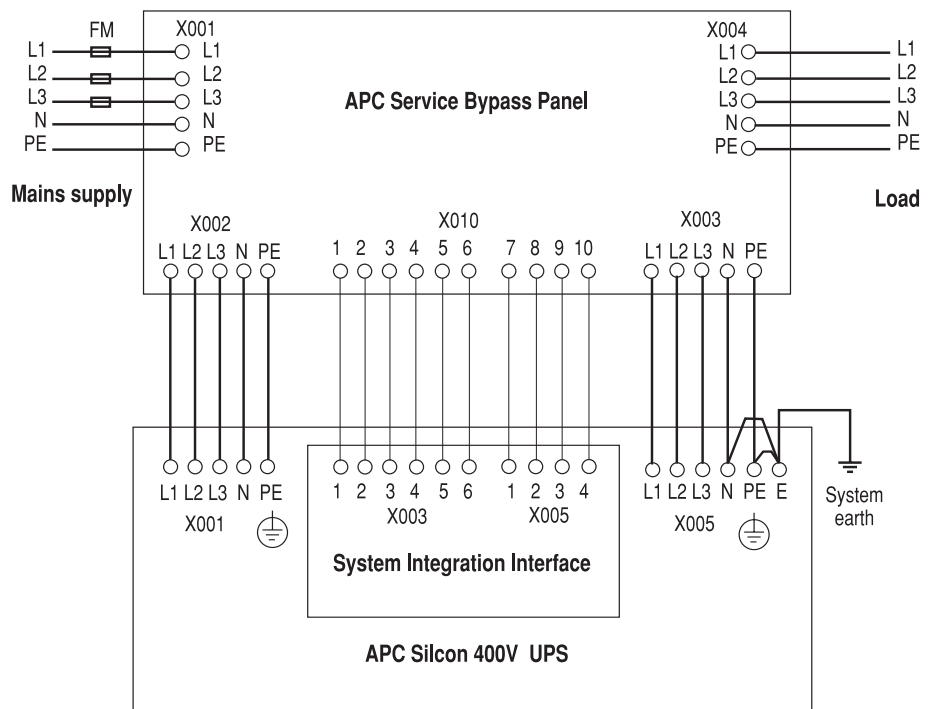 FM X001 X004
L1 L1 L1 L1
L2 L2 L2 L2
L3 L3 L3 L3
N N N N
PE PE PE PE
APC Service Bypass Panel
Mains supply Load
X002 X010 X003
L1 L2 L3 N PE 1 2 3 4 5 6 7 8 9 10 L1 L2 L3 N PE
L1 L2 L3 N PE 1 2 3 4 5 6 1 2 3 4 L1 L2 L3 N PE E
X001 X003 X005 X005
System
earth
System Integration Interface
APC Silcon 400V UPS